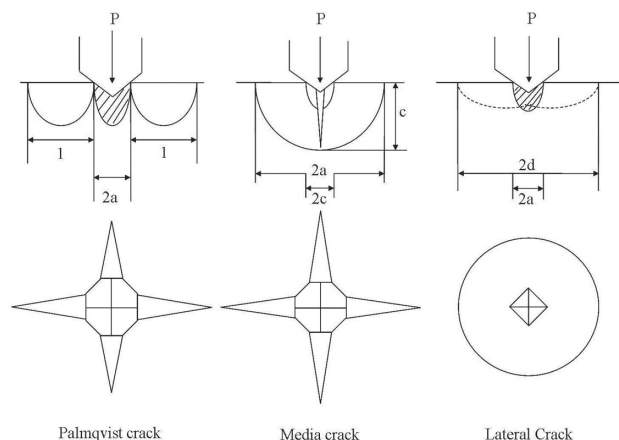 P P P
c
1 1 2a 2d
2a 2c 2a
Palmqvist crack Media crack Lateral Crack